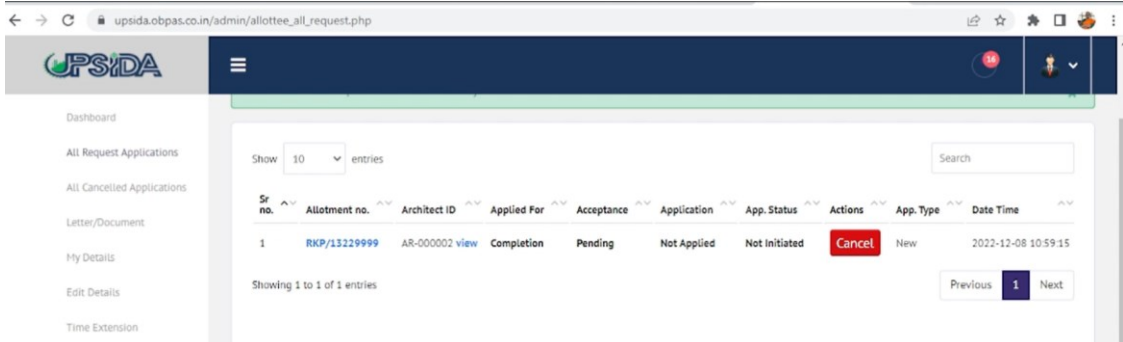 upsida.obpas.co.in/admin/allottee_all_request.php
UPSIDA
16
Dashboard
All Request Applications
All Cancelled Applications
Letter/Document
My Details
Edit Details
Time Extension
Show 10 entries
Search
Sr no. Allotment no. Architect ID Applied For Acceptance Application App. Status Actions App. Type Date Time
1 RKP/13229999 AR-000002 view Completion Pending Not Applied Not Initiated Cancel New 2022-12-08 10:59:15
Showing 1 to 1 of 1 entries
Previous 1 Next